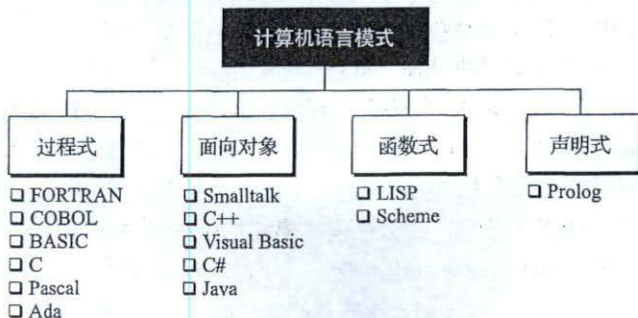 计算机语言模式
过程式
FORTRAN
COBOL
BASIC
C
Pascal
Ada
面向对象
Smalltalk
C++
Visual Basic
C#
Java
函数式
LISP
Scheme
声明式
Prolog